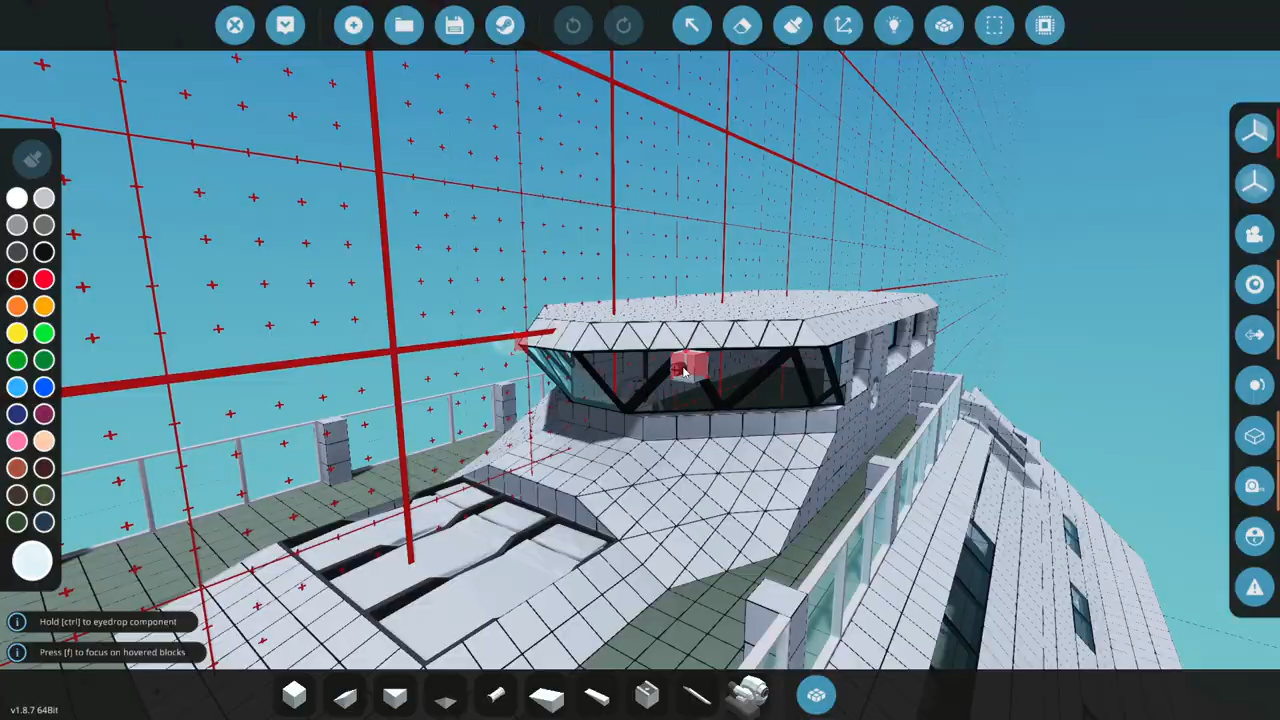 Hold [ctrl] to eyedrop component
Press [f] to focus on hovered blocks
v1.8.7 64Bit